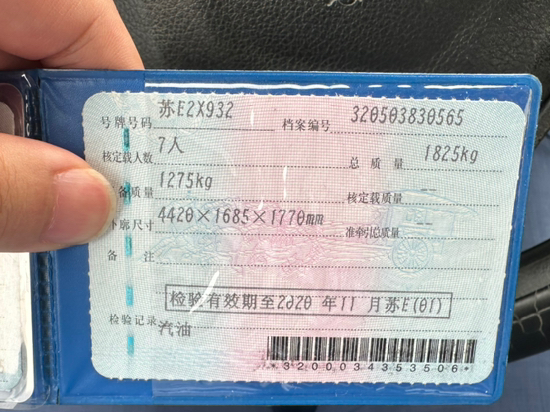 号牌号码 苏E2X932 档案编号 320503830565
核定载人数 7人 总质量 1825kg
备质量 1275kg 核定载质量
外廓尺寸 4420×1685×1770mm 准牵引总质量
备注
检验有效期至2020 年11 月苏E(01)
检验记录
汽油
*3200034353506*